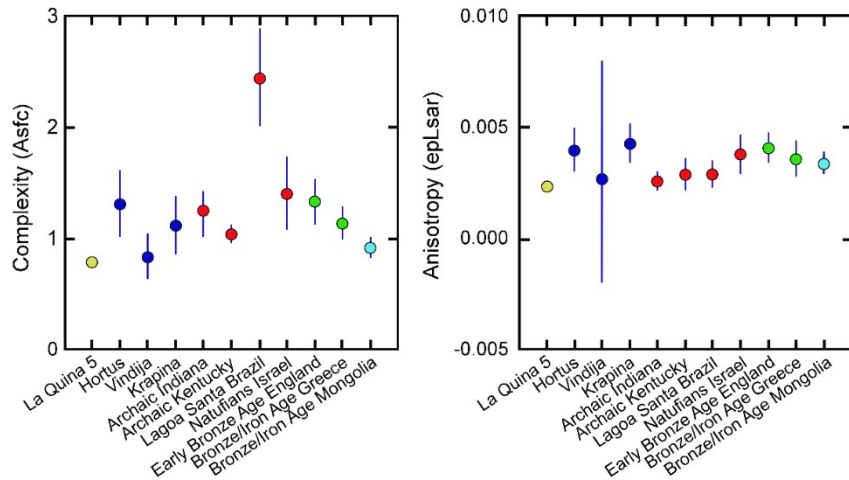 Complexity (Asfc)
3
2
1
0
La Quina 5
Hortus
Vindija
Krapina
Archaic Indiana
Archaic Kentucky
Lagoa Santa Brazil
Natufians Israel
Early Bronze Age England
Bronze/Iron Age Greece
Bronze/Iron Age Mongolia
Anisotropy (epLsar)
0.010
0.005
0.000
-0.005
La Quina 5
Hortus
Vindija
Krapina
Archaic Indiana
Archaic Kentucky
Lagoa Santa Brazil
Natufians Israel
Early Bronze Age England
Bronze/Iron Age Greece
Bronze/Iron Age Mongolia